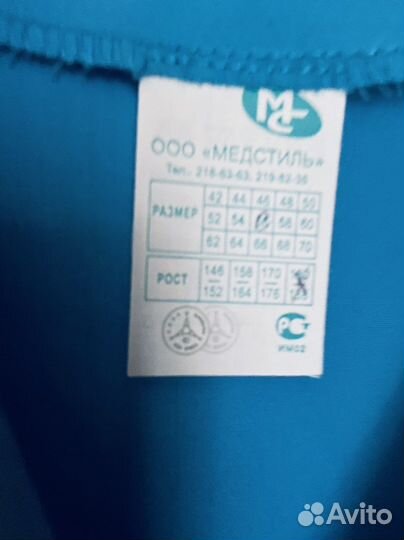 МС
ООО «МЕДСТИЛЬ»
Тел.: 218-63-63, 219-82-36
РАЗМЕР
42 44 46 48 50
52 54 58 60
62 64 66 68 70
РОСТ
146 158 170
152 164 176
РС
ИМ02
Avito